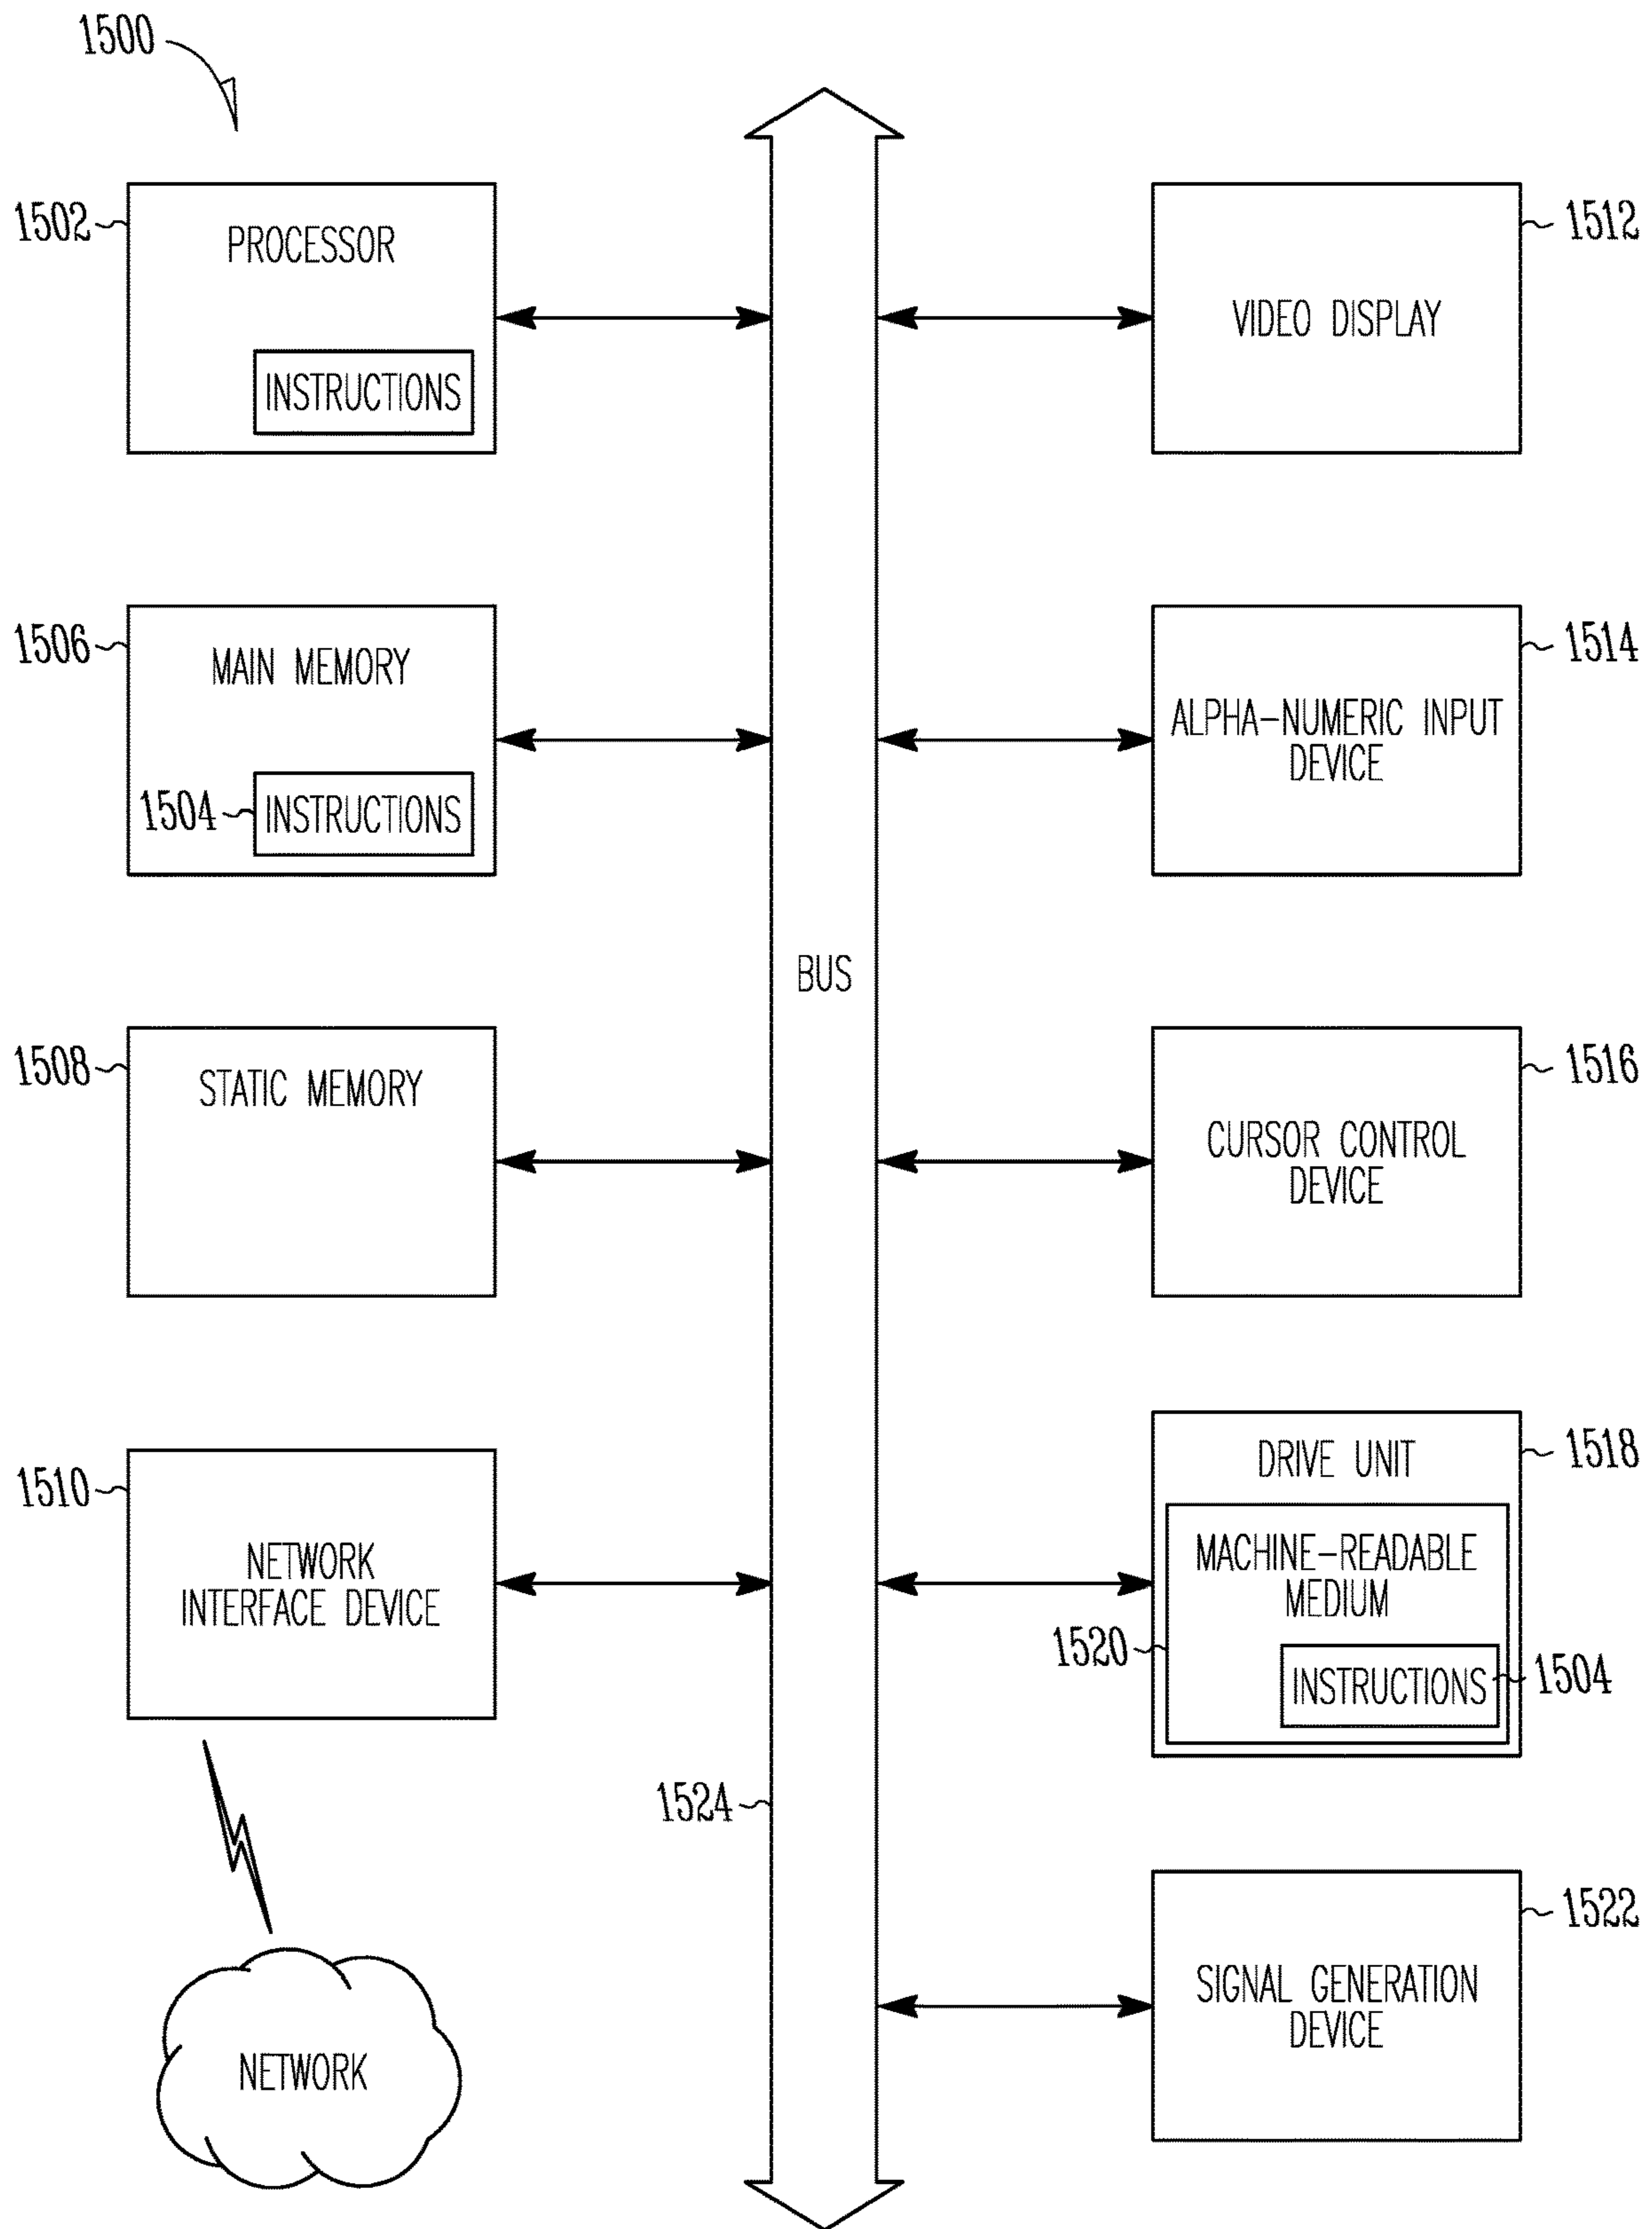 1500
1502
PROCESSOR
INSTRUCTIONS
1506
MAIN MEMORY
1504
INSTRUCTIONS
1508
STATIC MEMORY
1510
NETWORK
INTERFACE DEVICE
NETWORK
BUS
1524
1512
VIDEO DISPLAY
1514
ALPHA-NUMERIC INPUT
DEVICE
1516
CURSOR CONTROL
DEVICE
1518
DRIVE UNIT
MACHINE-READABLE
MEDIUM
1520
INSTRUCTIONS
1504
1522
SIGNAL GENERATION
DEVICE